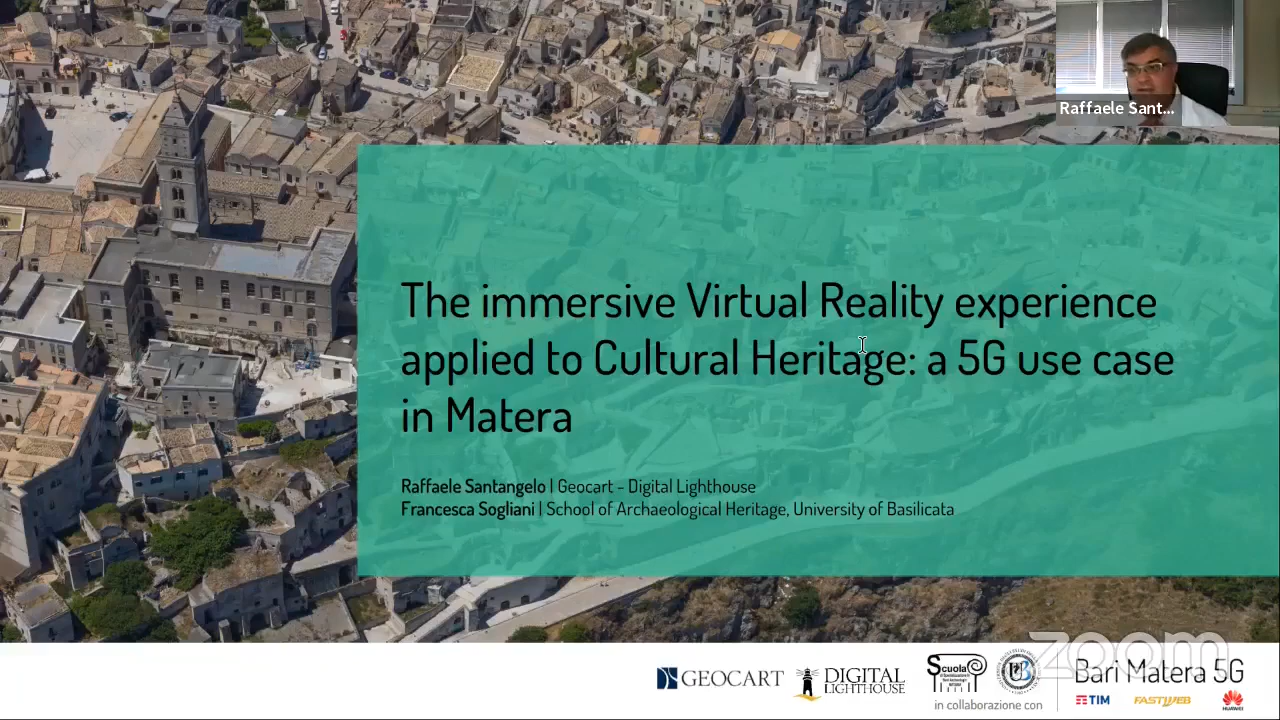 Raffaele Sant...
The immersive Virtual Reality experience
applied to Cultural Heritage: a 5G use case
in Matera
Raffaele Santangelo | Geocart - Digital Lighthouse
Francesca Sogliani | School of Archaeological Heritage, University of Basilicata
zoom
GEOCART
DIGITAL
LIGHTHOUSE
Scuola
in collaborazione con
Bari Matera 5G
TIM
FASTWEB
HUAWEI